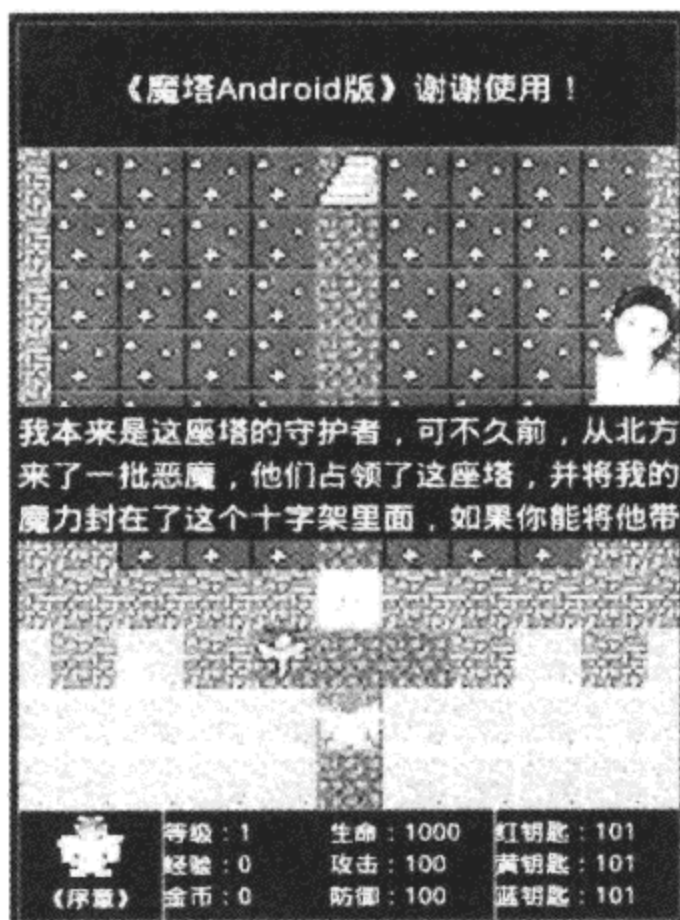 《魔塔Android版》谢谢使用！
我本来是这座塔的守护者，可不久前，从北方
来了一批恶魔，他们占领了这座塔，并将我的
魔力封在了这个十字架里面，如果你能将他带
等级：1 生命：1000 红钥匙：101
经验：0 攻击：100 黄钥匙：101
《序章》 金币：0 防御：100 蓝钥匙：101